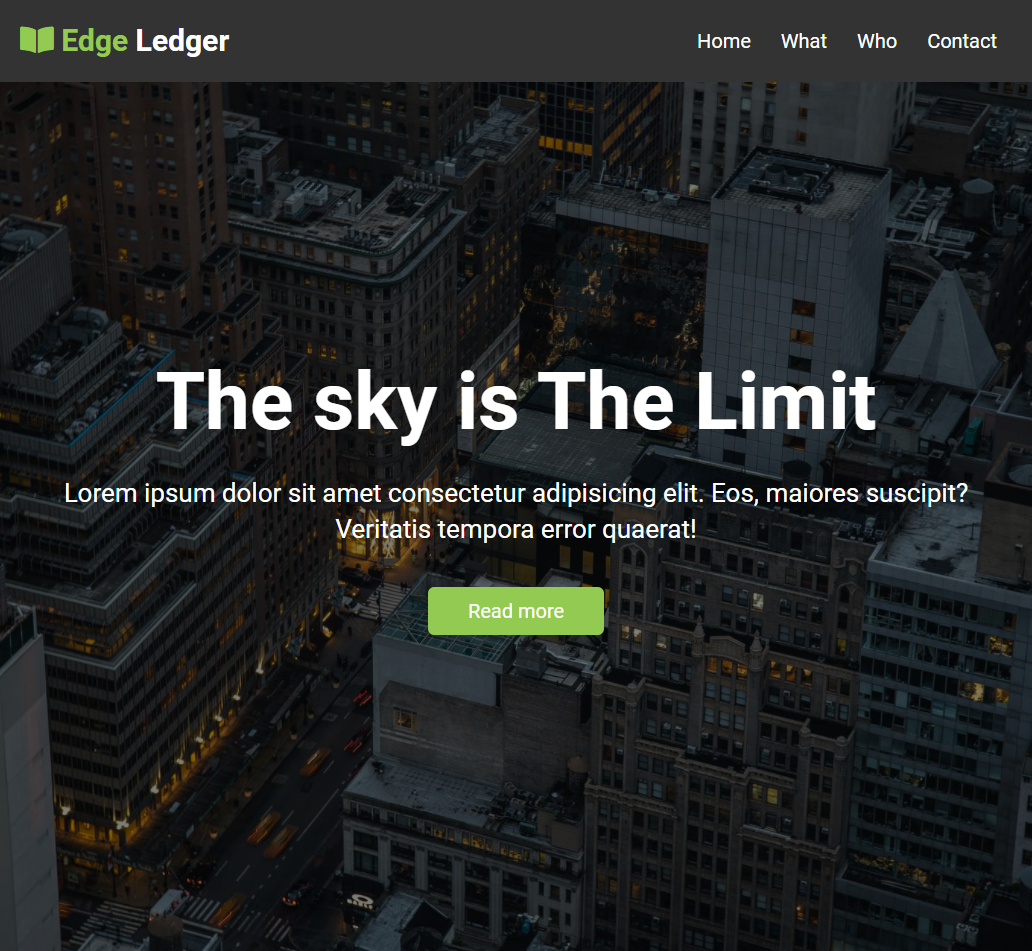 Edge Ledger
Home What Who Contact
The sky is The Limit
Lorem ipsum dolor sit amet consectetur adipisicing elit. Eos, maiores suscipit?
Veritatis tempora error quaerat!
Read more